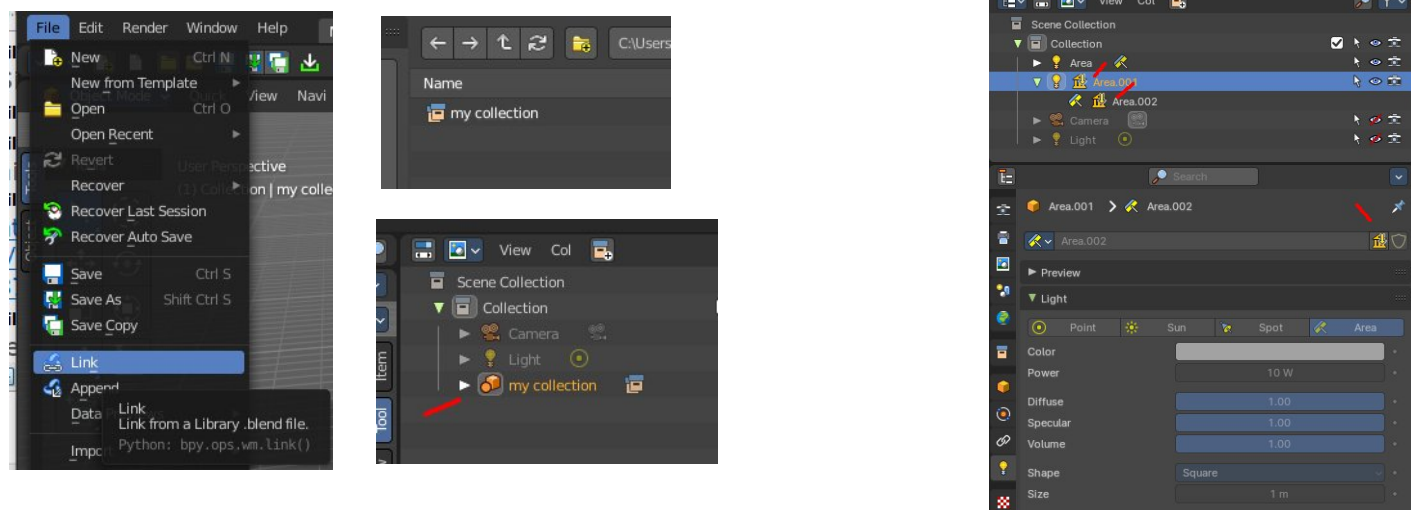 File Edit Render Window Help
New Ctrl N
New from Template
Open Ctrl O
Open Recent
Revert
Recover
Recover Last Session
Recover Auto Save
Save Ctrl S
Save As Shift Ctrl S
Save Copy
Link
Append
Data
Link
Link from a Library .blend file.
Python: bpy.ops.wm.link()
View Navi
User Perspective
(1) Collection | my colle
C:\Users
Name
my collection
View Col
Scene Collection
Collection
Camera
Light
my collection
Item
Tool
View Col
Scene Collection
Collection
Area
Area.001
Area.002
Camera
Light
Search
Area.001 Area.002
Area.002
Preview
Light
Point Sun Spot Area
Color
Power 10 W
Diffuse 1.00
Specular 1.00
Volume 1.00
Shape Square
Size 1 m